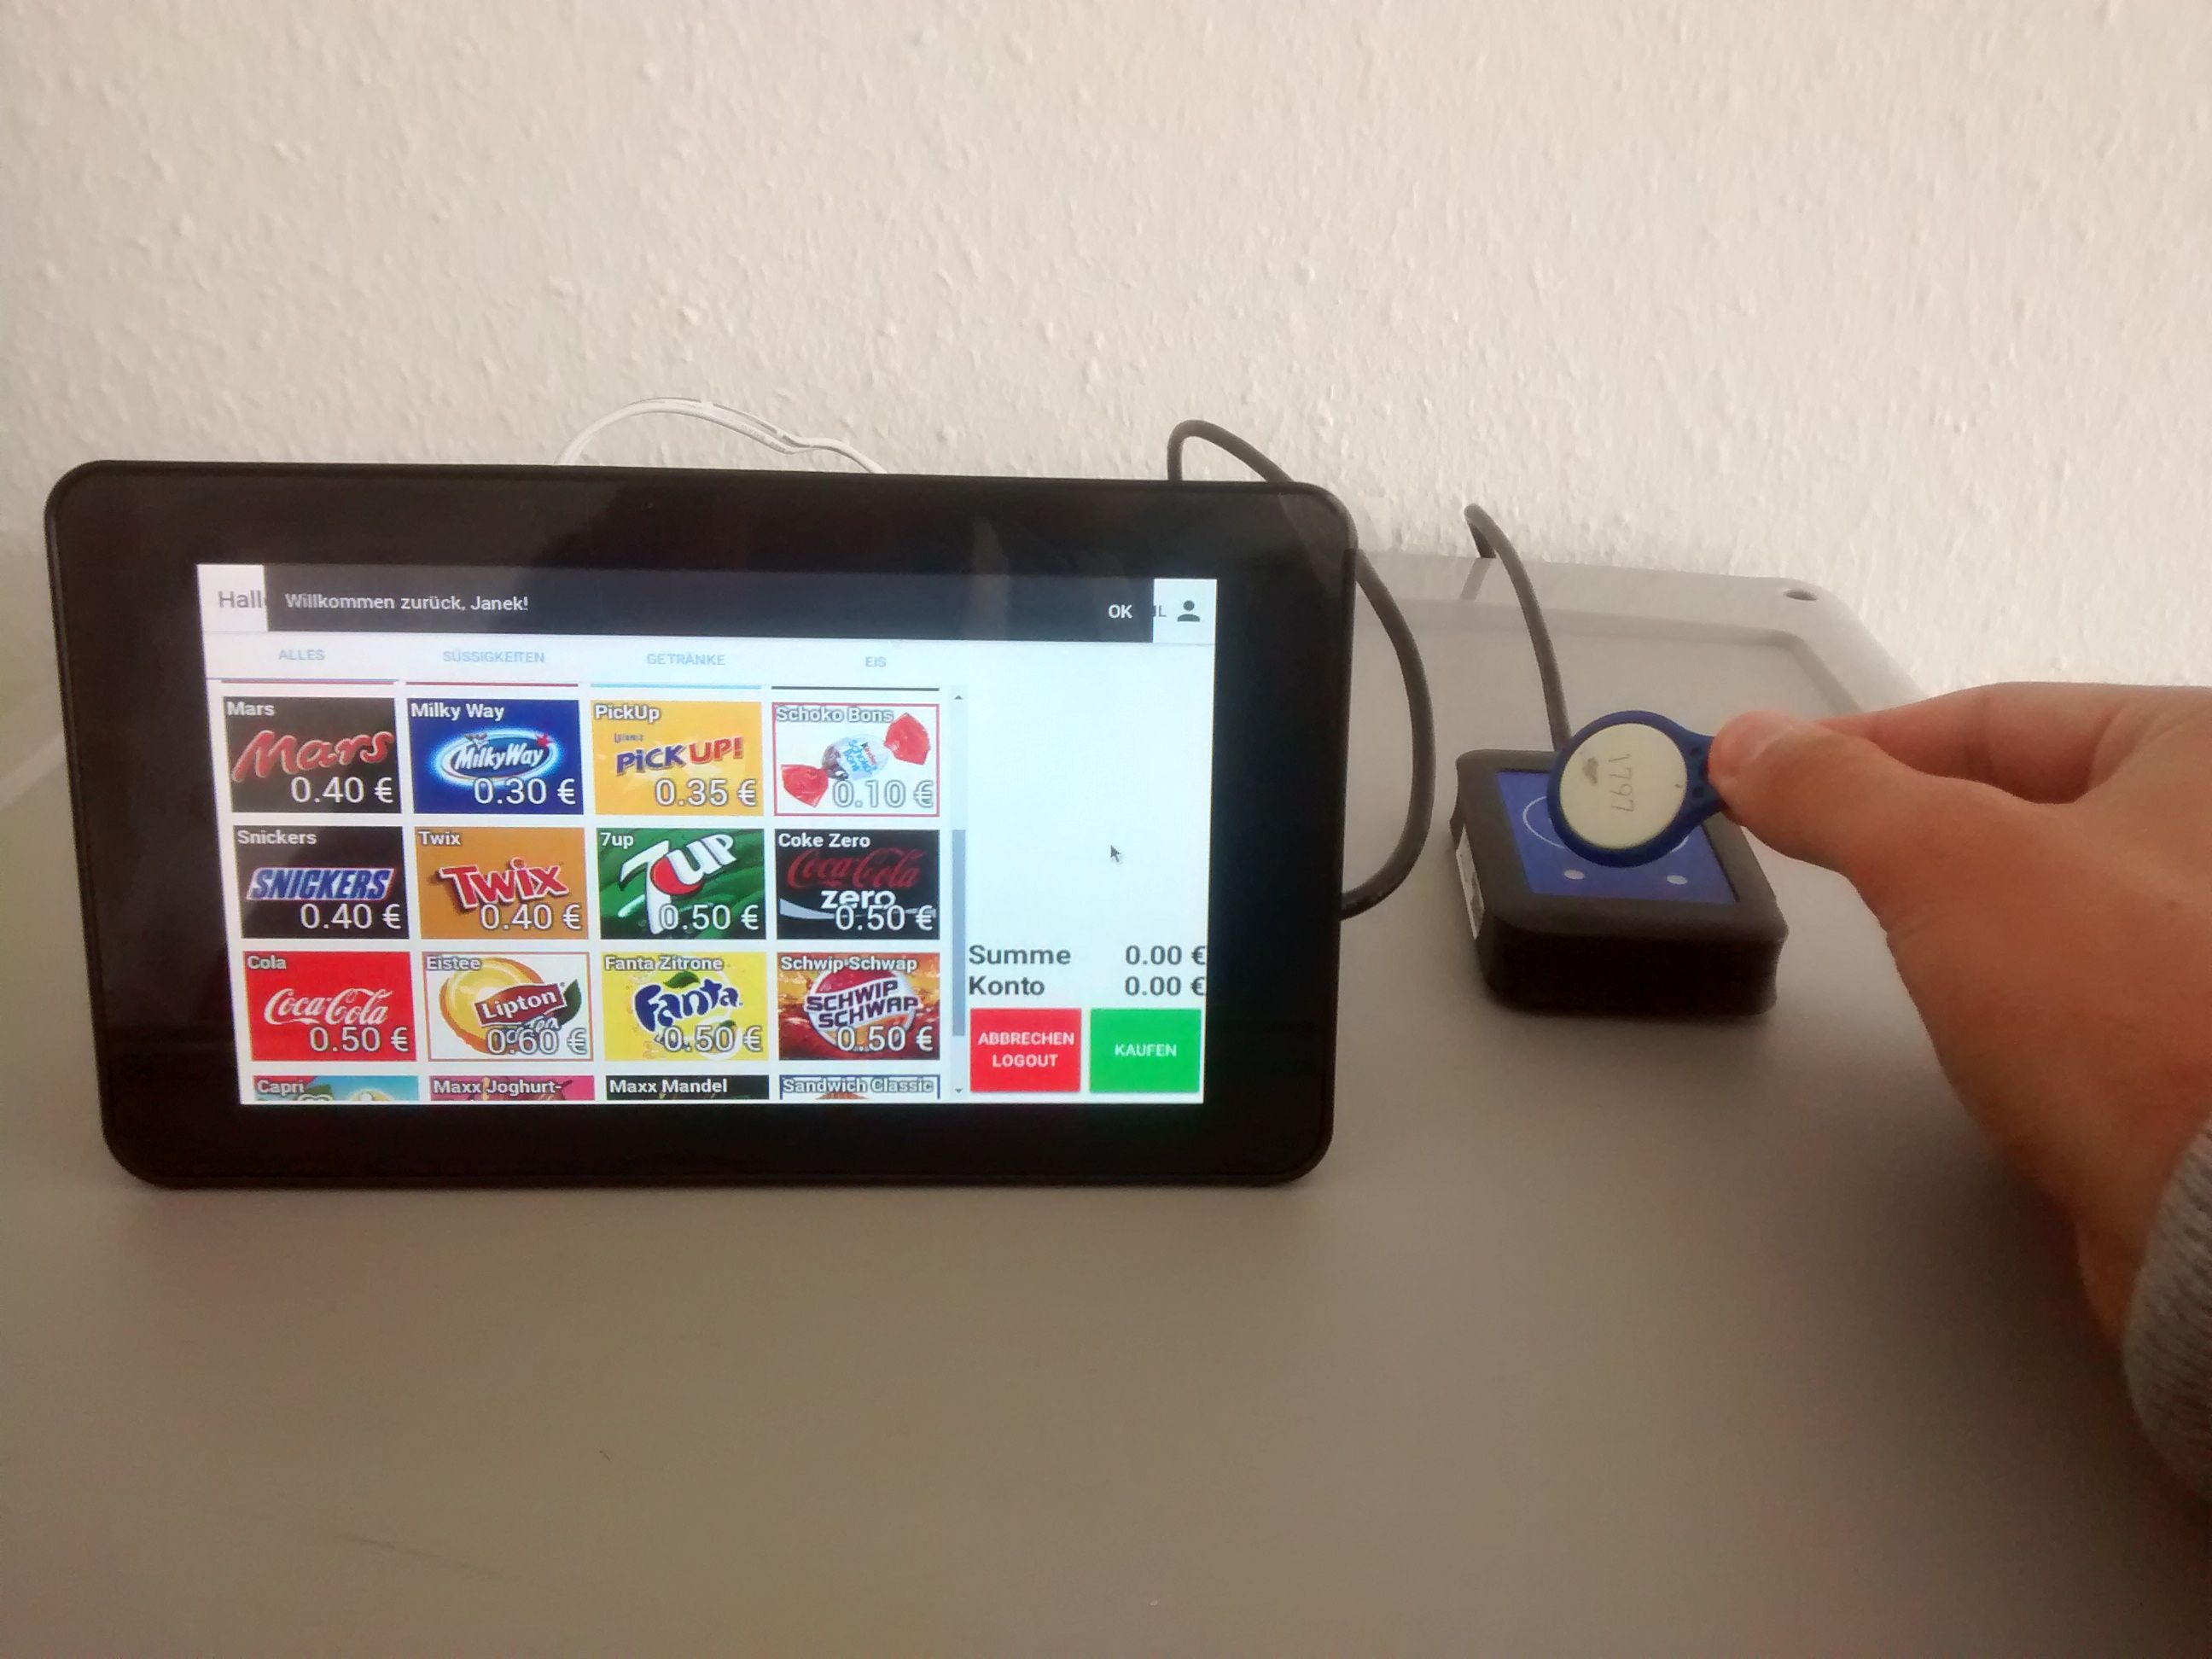 Hall
Willkommen zurück, Janek!
OK
IL
ALLES SÜSSIGKEITEN GETRÄNKE EIS
Mars
Mars
0.40 €
Milky Way
MilkyWay
0.30 €
PickUp
PiCK UP!
0.35 €
Schoko Bons
0.10 €
Snickers
SNICKERS
0.40 €
Twix
TWIX
0.40 €
7up
7UP
0.50 €
Coke Zero
Coca-Cola
zero
0.50 €
Cola
Coca-Cola
0.50 €
Eistee
Lipton
0.60 €
Fanta Zitrone
Fanta
0.50 €
Schwip Schwap
SCHWIP
SCHWAP
0.50 €
Capri
Maxx Joghurt-
Maxx Mandel
Sandwich Classic
Summe 0.00 €
Konto 0.00 €
ABBRECHEN
LOGOUT
KAUFEN
1797